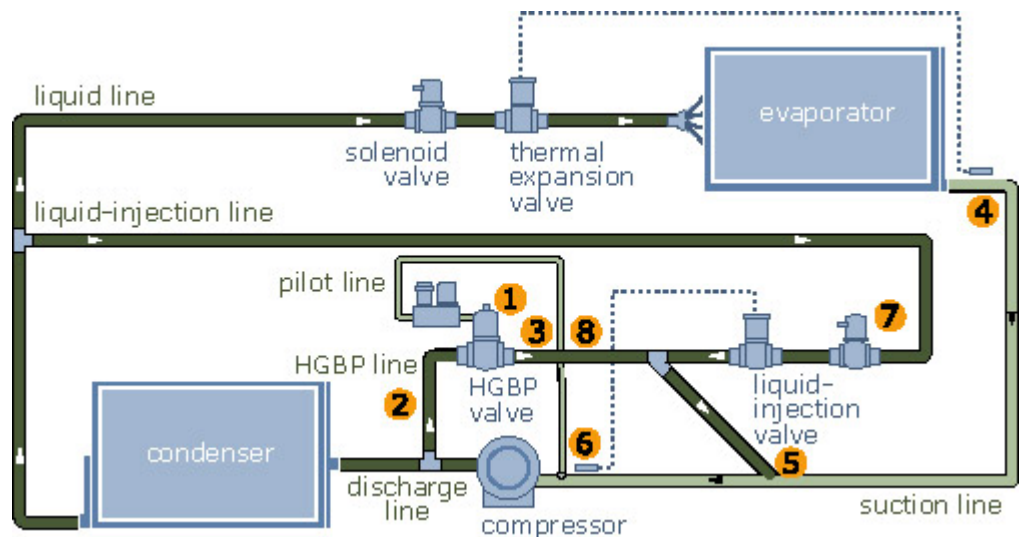 liquid line
solenoid
valve
thermal
expansion
valve
evaporator
4
liquid-injection line
pilot line
1
3
8
7
HGBP line
2
HGBP
valve
liquid-
injection
valve
condenser
6
5
discharge
line
compressor
suction line